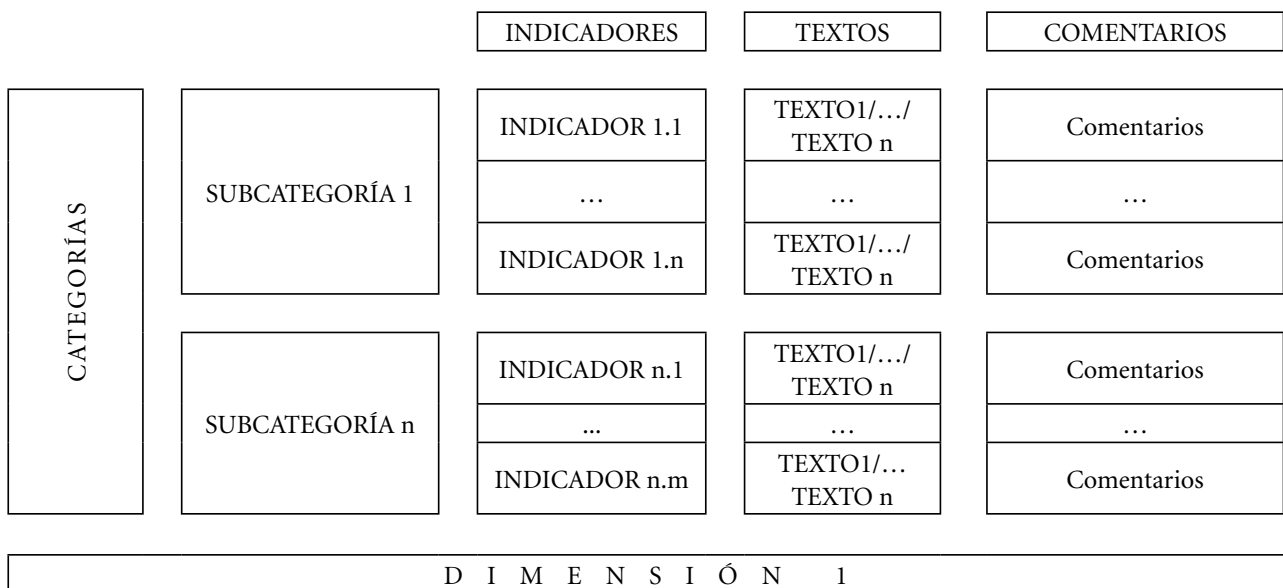 INDICADORES TEXTOS COMENTARIOS
CATEGORÍAS
SUBCATEGORÍA 1
INDICADOR 1.1
TEXTO1/…/
TEXTO n
Comentarios
… … …
INDICADOR 1.n
TEXTO1/…/
TEXTO n
Comentarios
SUBCATEGORÍA n
INDICADOR n.1
TEXTO1/…/
TEXTO n
Comentarios
... … …
INDICADOR n.m
TEXTO1/…
TEXTO n
Comentarios
DIMENSIÓN 1